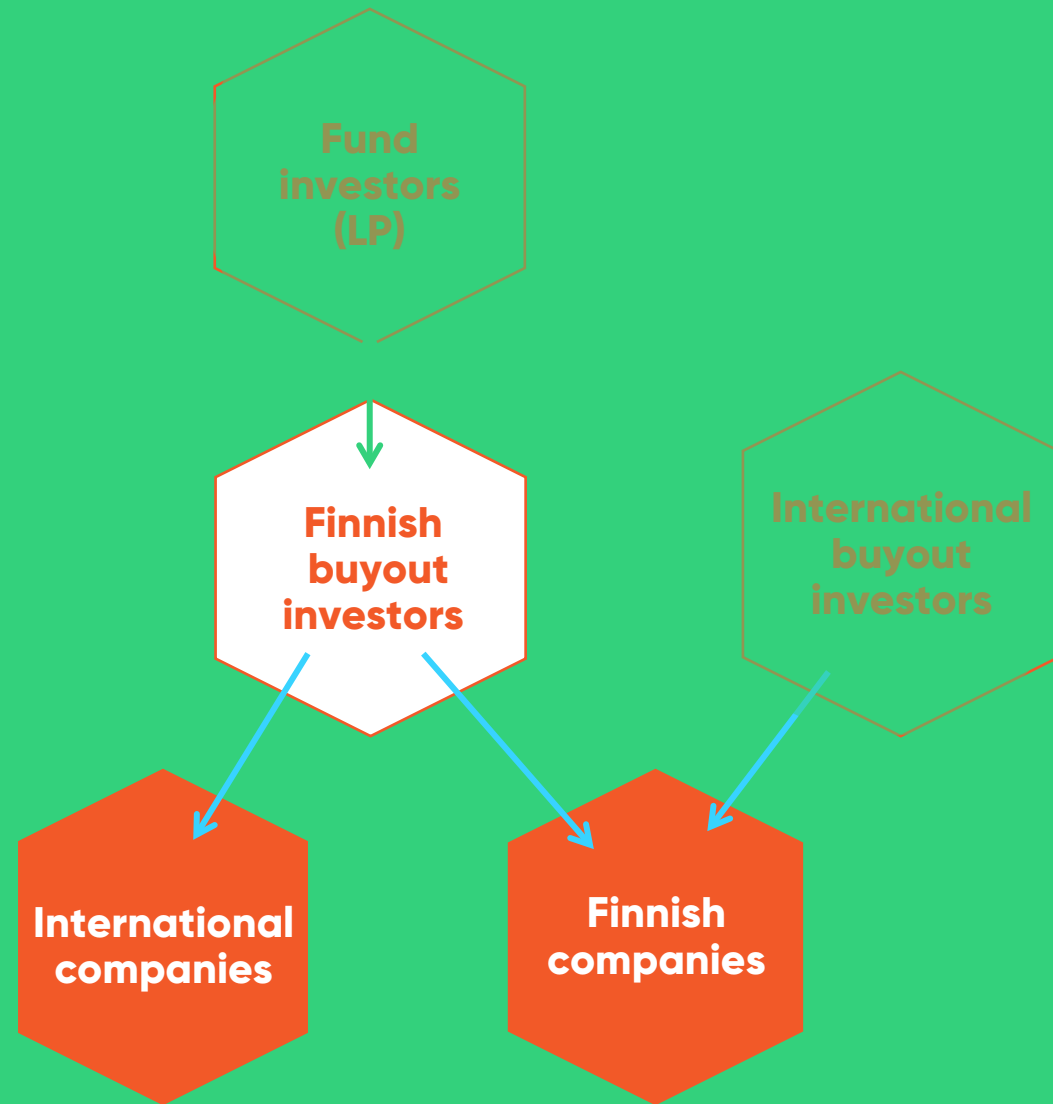 Fund
investors
(LP)
Finnish
buyout
investors
International
buyout
investors
International
companies
Finnish
companies